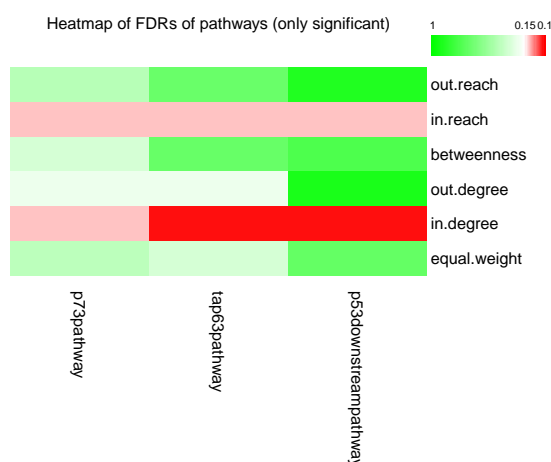 Heatmap of FDRs of pathways (only significant)
1 0.15 0.1
out.reach
in.reach
betweenness
out.degree
in.degree
equal.weight
p73pathway
tap63pathway
p53downstreampathway